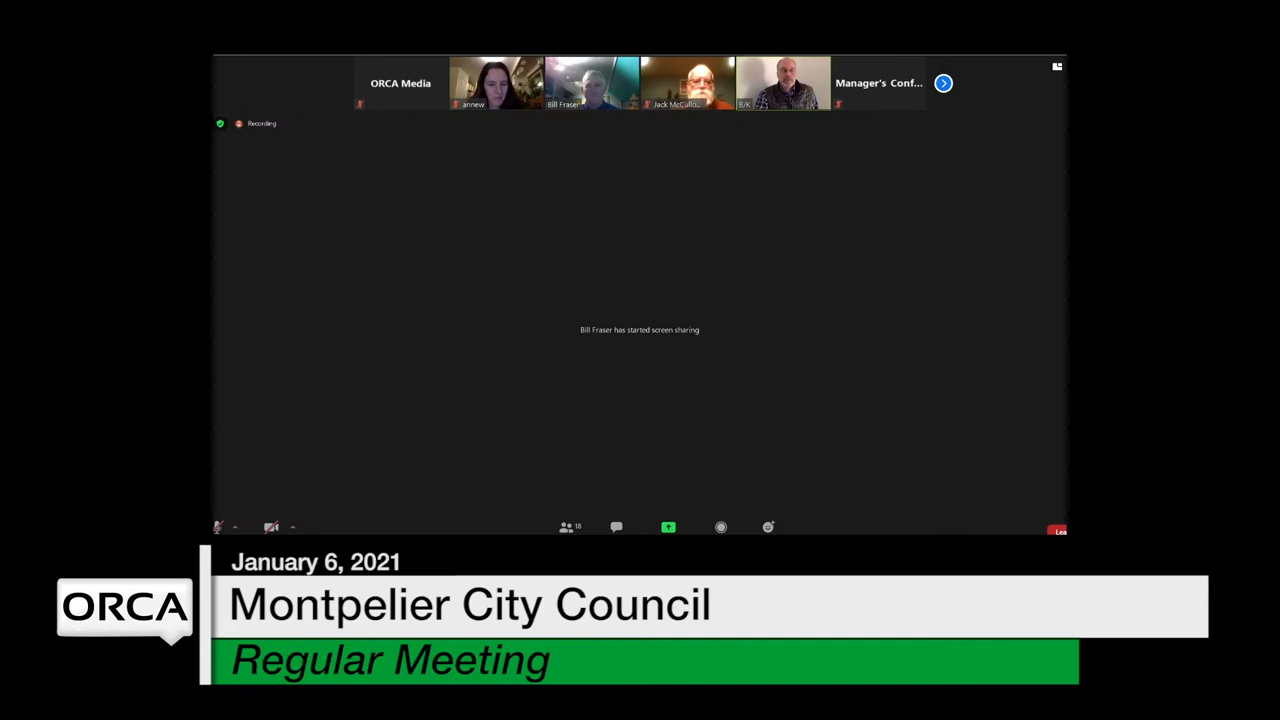 ORCA Media
annew
Bill Fraser
Jack McCullo...
B/K
Manager's Conf...
Recording
Bill Fraser has started screen sharing
18
Lea
January 6, 2021
Montpelier City Council
ORCA
Regular Meeting